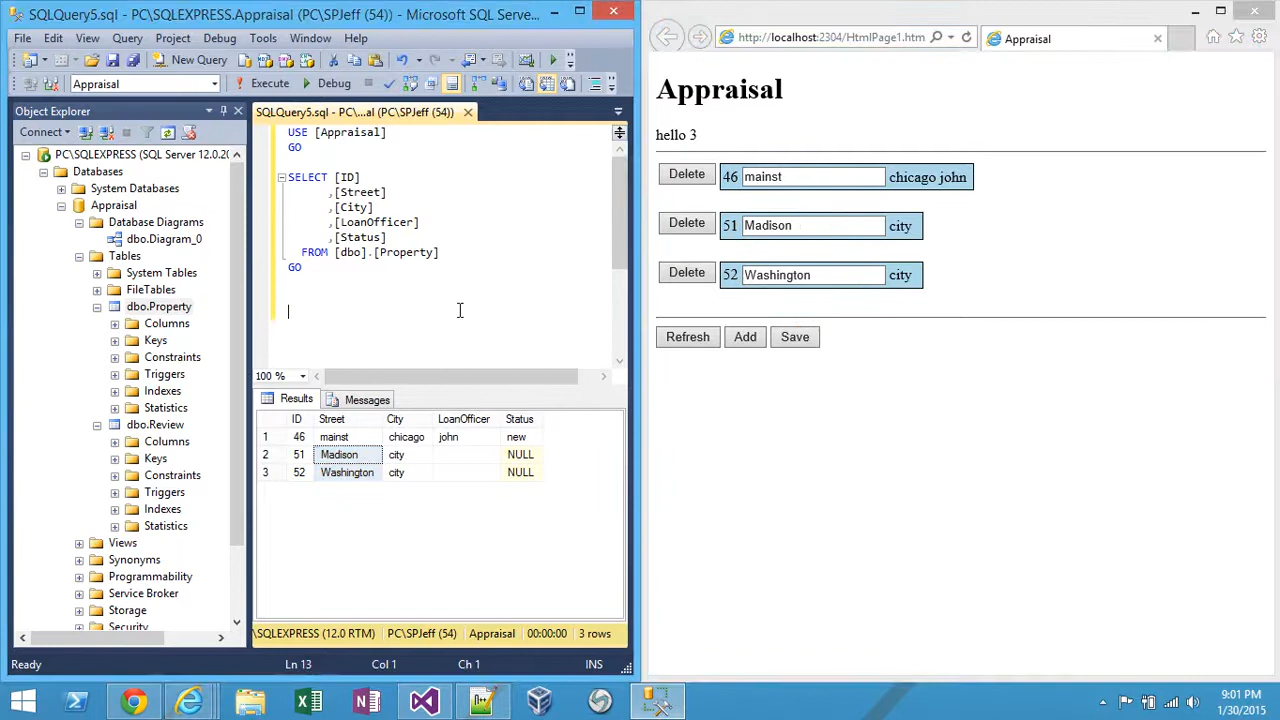 SQLQuery5.sql - PC\SQLEXPRESS.Appraisal (PC\SPJeff (54)) - Microsoft SQL Serve...
File Edit View Query Project Debug Tools Window Help
New Query
Appraisal Execute Debug
Object Explorer
Connect
PC\SQLEXPRESS (SQL Server 12.0.20
Databases
System Databases
Appraisal
Database Diagrams
dbo.Diagram_0
Tables
System Tables
FileTables
dbo.Property
Columns
Keys
Constraints
Triggers
Indexes
Statistics
dbo.Review
Columns
Keys
Constraints
Triggers
Indexes
Statistics
Views
Synonyms
Programmability
Service Broker
Storage
Security
SQLQuery5.sql - PC\...al (PC\SPJeff (54))
USE [Appraisal]
GO
SELECT [ID]
,[Street]
,[City]
,[LoanOfficer]
,[Status]
FROM [dbo].[Property]
GO
100 %
Results Messages
ID Street City LoanOfficer Status
1 46 mainst chicago john new
2 51 Madison city NULL
3 52 Washington city NULL
\SQLEXPRESS (12.0 RTM) PC\SPJeff (54) Appraisal 00:00:00 3 rows
Ready Ln 13 Col 1 Ch 1 INS
http://localhost:2304/HtmlPage1.htm
Appraisal
Appraisal
hello 3
Delete 46 mainst chicago john
Delete 51 Madison city
Delete 52 Washington city
Refresh Add Save
9:01 PM
1/30/2015